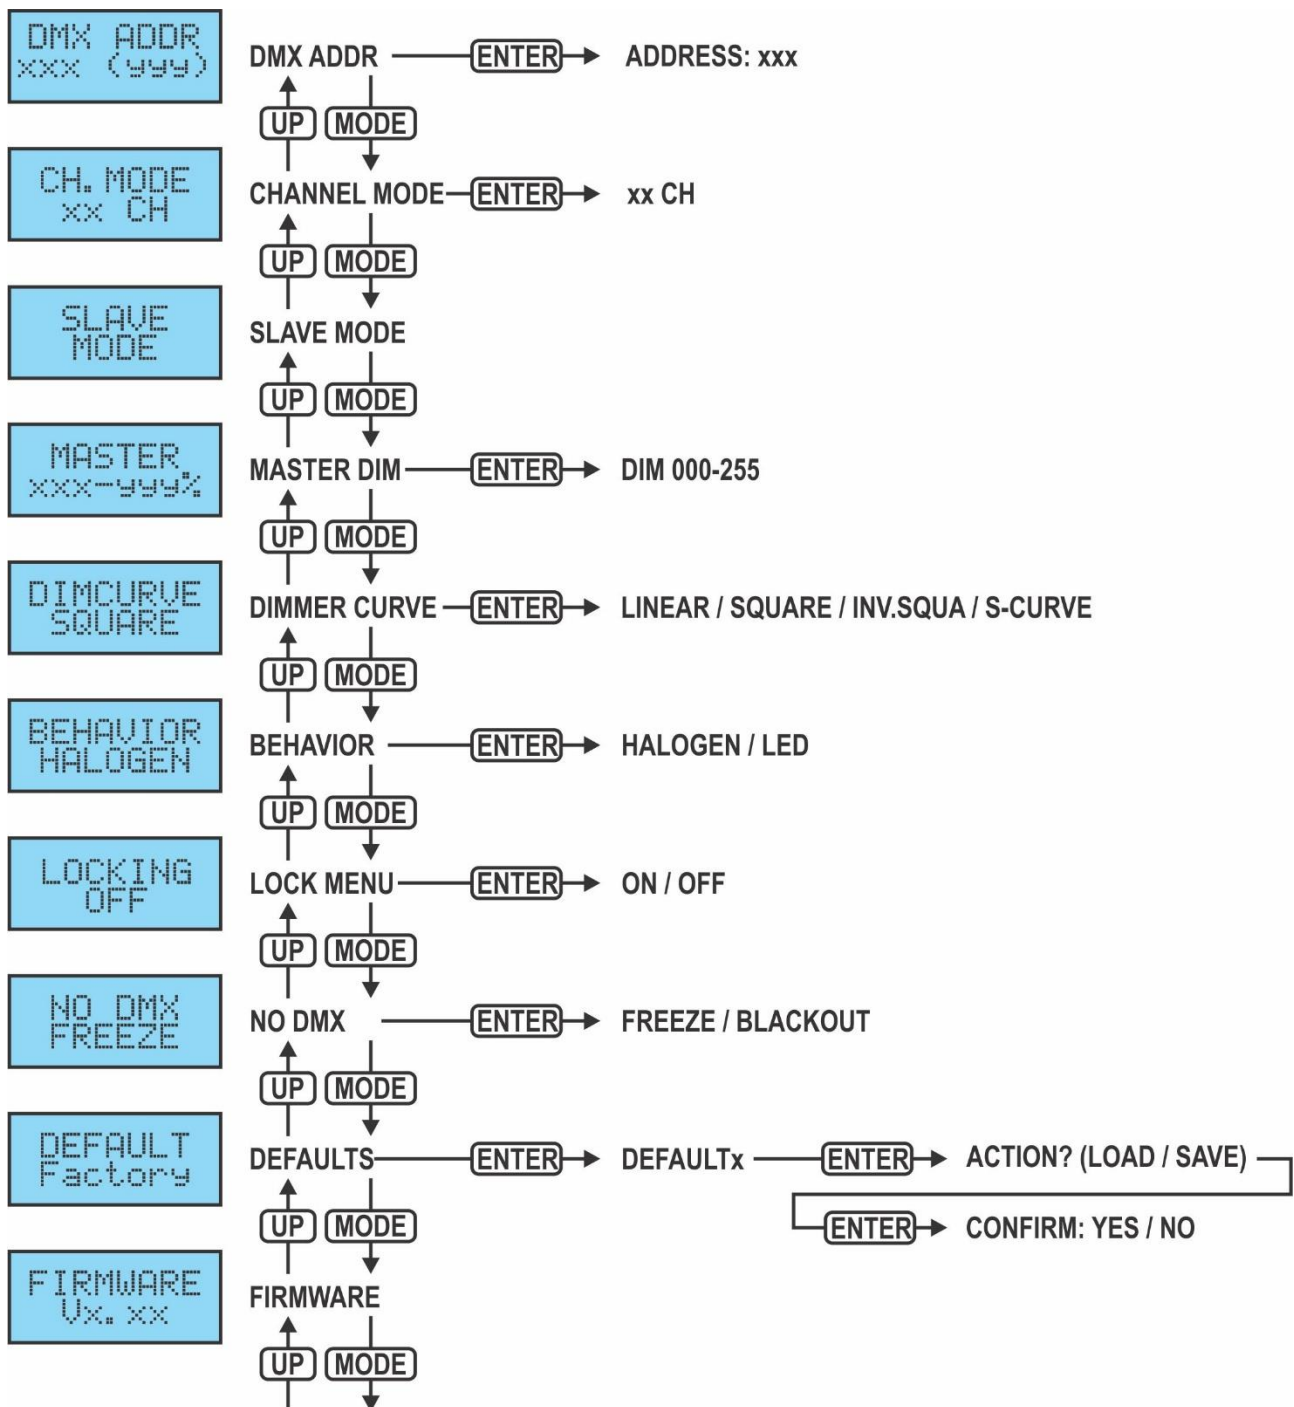 DMX ADDR
xxx (yyy)
DMX ADDR ENTER ADDRESS: xxx
UP MODE
CH. MODE
xx CH
CHANNEL MODE ENTER xx CH
UP MODE
SLAVE
MODE
SLAVE MODE
UP MODE
MASTER
xxx-yyy%
MASTER DIM ENTER DIM 000-255
UP MODE
DIMCURVE
SQUARE
DIMMER CURVE ENTER LINEAR / SQUARE / INV.SQUA / S-CURVE
UP MODE
BEHAVIOR
HALOGEN
BEHAVIOR ENTER HALOGEN / LED
UP MODE
LOCKING
OFF
LOCK MENU ENTER ON / OFF
UP MODE
NO DMX
FREEZE
NO DMX ENTER FREEZE / BLACKOUT
UP MODE
DEFAULT
Factory
DEFAULTS ENTER DEFAULTx ENTER ACTION? (LOAD / SAVE)
ENTER CONFIRM: YES / NO
UP MODE
FIRMWARE
Vx. xx
FIRMWARE
UP MODE